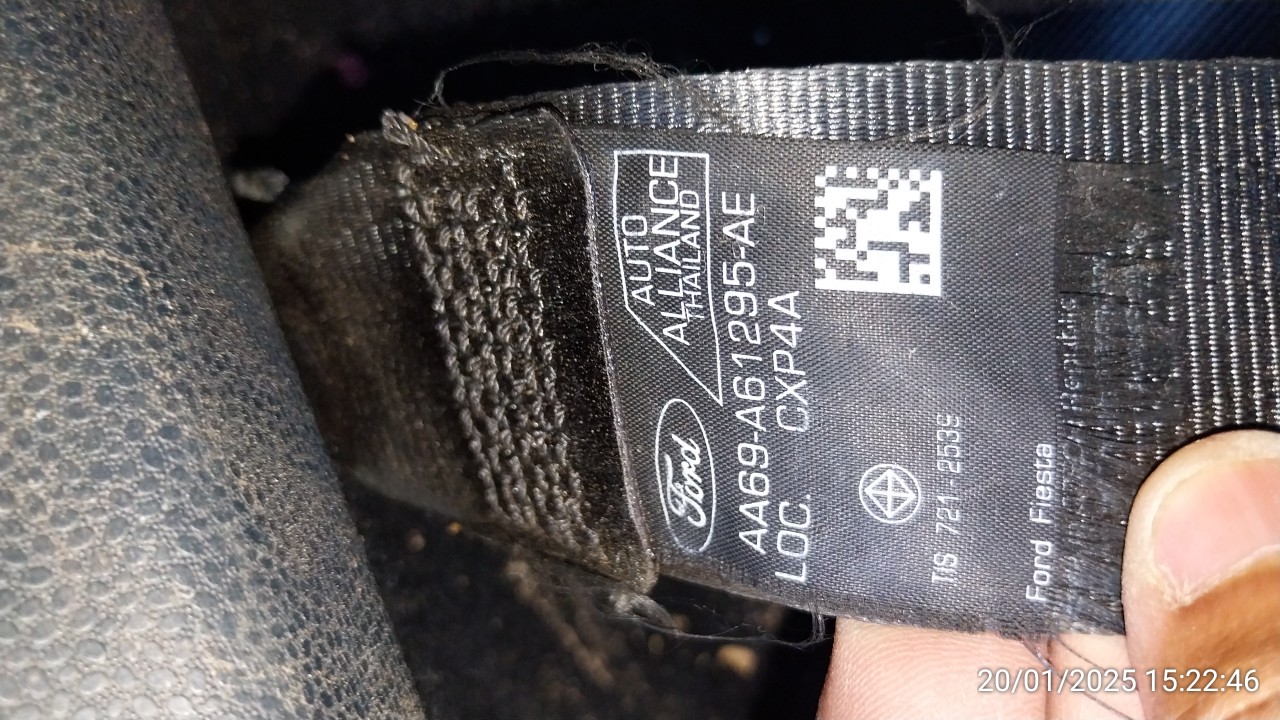 AUTO
ALLIANCE
THAILAND
Ford
AA69-A61295-AE
LOC. CXP4A
TIS 721-2539
Ford Fiesta
20/01/2025 15:22:46